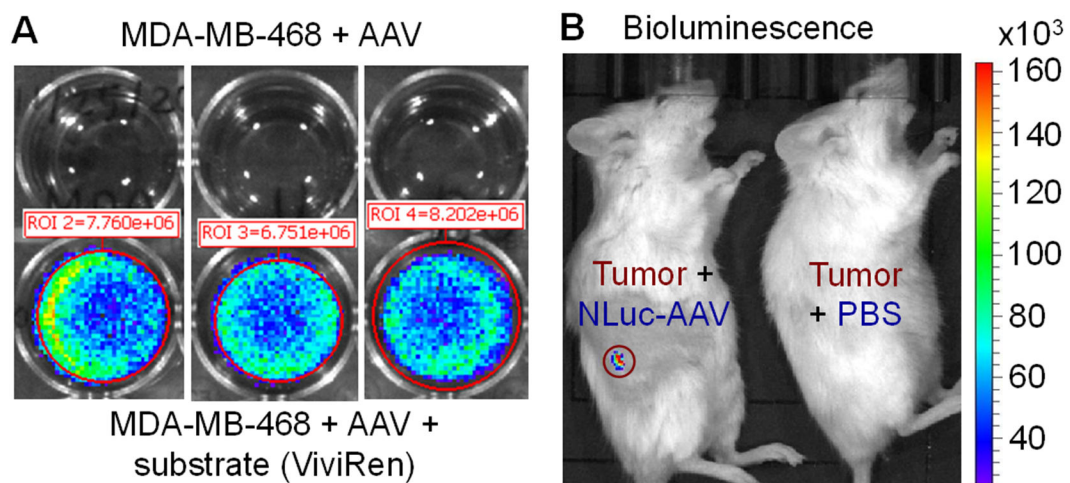 A
MDA-MB-468 + AAV
ROI 2=7.760e+06
ROI 3=6.751e+06
ROI 4=8.202e+06
MDA-MB-468 + AAV +
substrate (ViviRen)
B
Bioluminescence
Tumor +
NLuc-AAV
Tumor
+ PBS
x10³
160
140
120
100
80
60
40